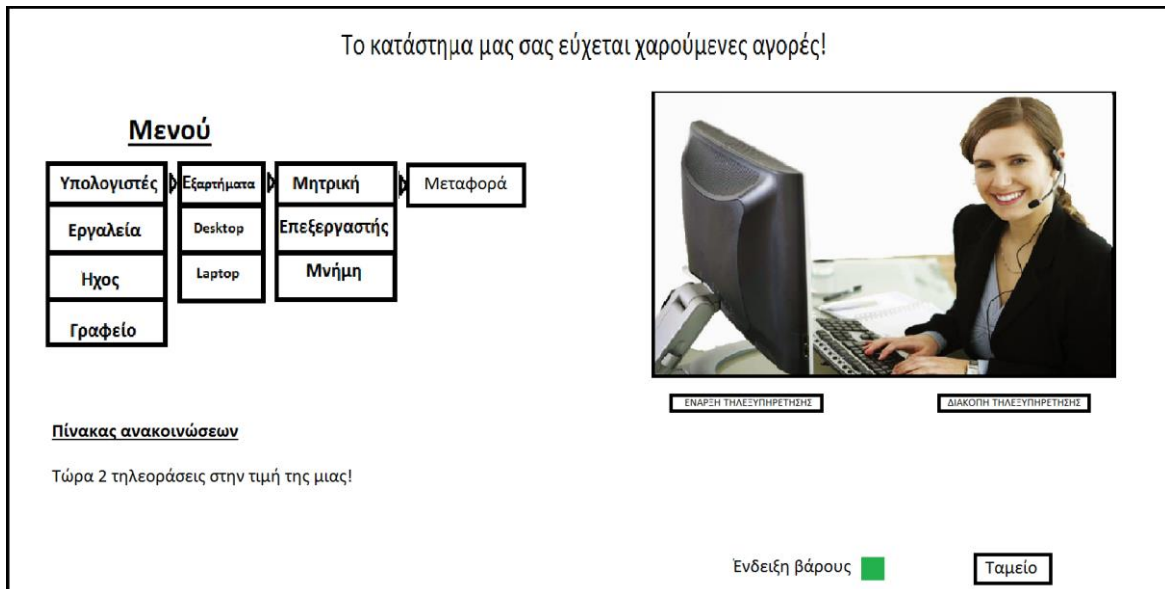 Το κατάστημα μας σας εύχεται χαρούμενες αγορές!
Μενού
Υπολογιστές Εξαρτήματα Μητρική Μεταφορά
Εργαλεία Desktop Επεξεργαστής
Ηχος Laptop Μνήμη
Γραφείο
ΕΝΑΡΞΗ ΤΗΛΕΞΥΠΗΡΕΤΗΣΗΣ ΔΙΑΚΟΠΗ ΤΗΛΕΞΥΠΗΡΕΤΗΣΗΣ
Πίνακας ανακοινώσεων
Τώρα 2 τηλεοράσεις στην τιμή της μιας!
Ένδειξη βάρους Ταμείο